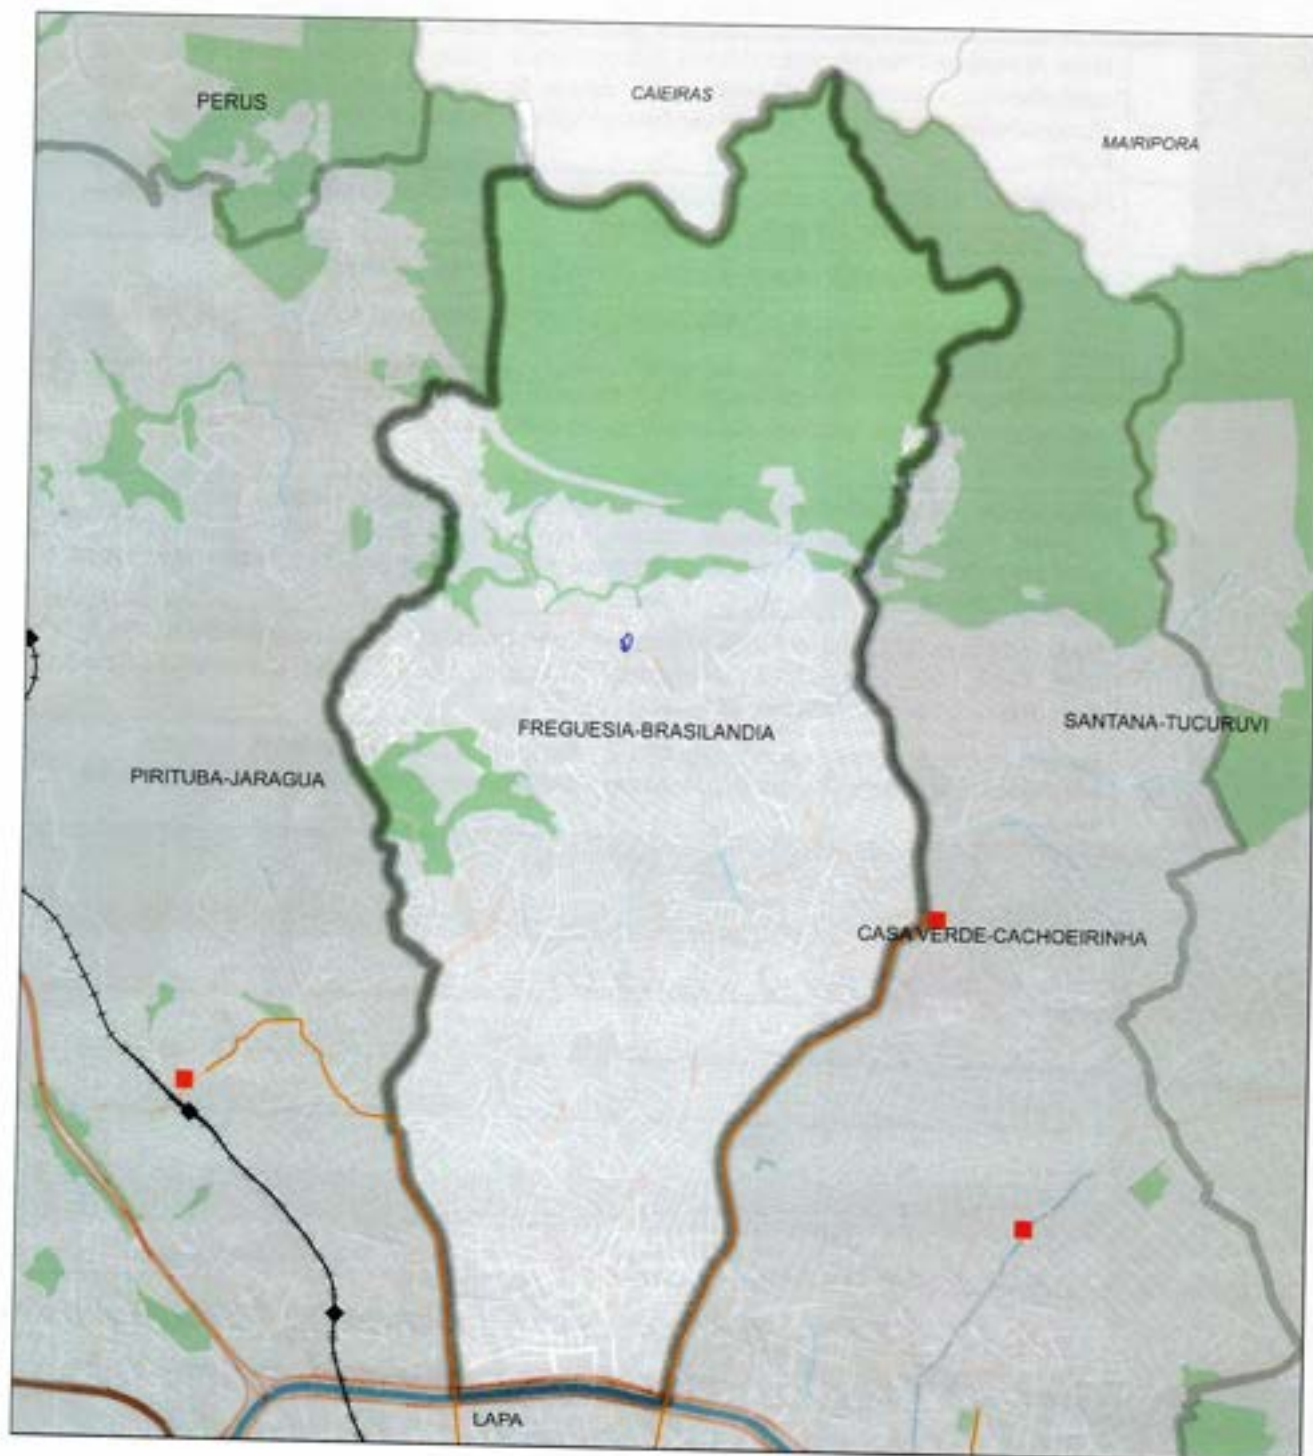 CAIEIRAS
PERUS
MAIRIPORA
SANTANA-TUCURUVI
FREGUESIA-BRASILANDIA
PIRITUBA-JARAGUA
CASA VERDE-CACHOEIRINHA
LAPA